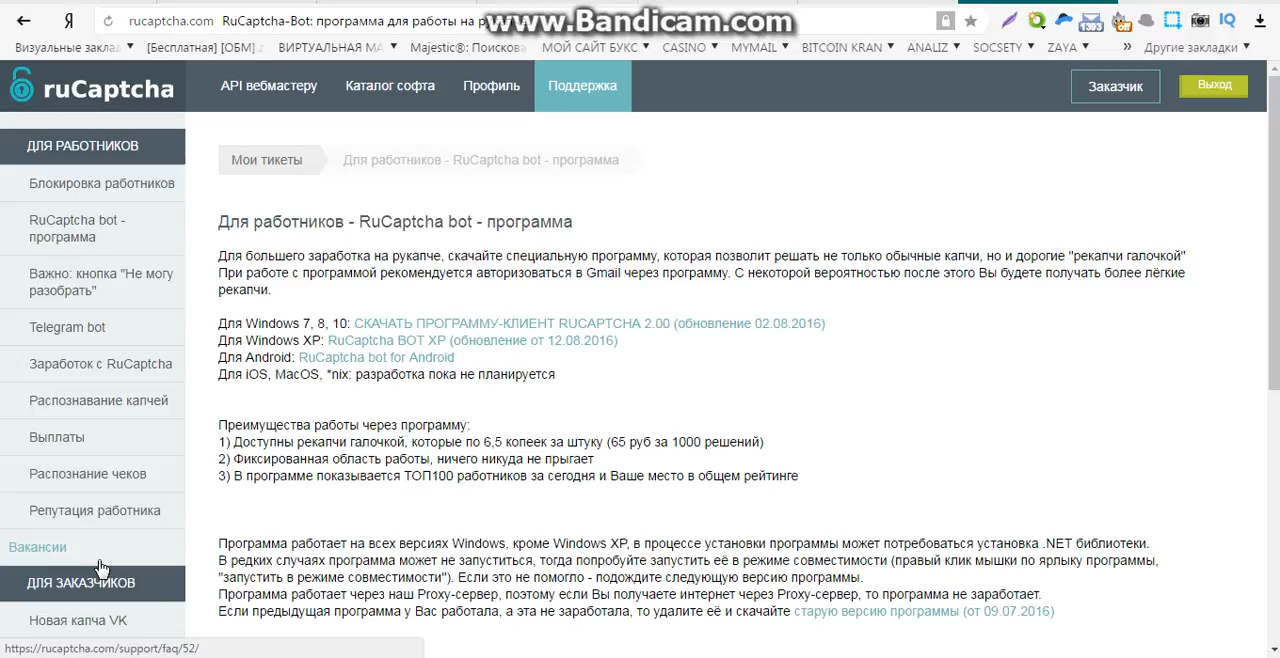 rucaptcha.com RuCaptcha-Bot: программа для работы на
www.Bandicam.com
Визуальные заклад
[Бесплатная] [ОБМ]
ВИРТУАЛЬНАЯ МА
Majestic®: Поискова
МОЙ САЙТ БУКС
CASINO
MYMAIL
BITCOIN KRAN
ANALIZ
SOCSETY
ZAYA
» Другие закладки
ruCaptcha
API вебмастеру
Каталог софта
Профиль
Поддержка
Заказчик
Выход
ДЛЯ РАБОТНИКОВ
Блокировка работников
RuCaptcha bot -
программа
Важно: кнопка "Не могу
разобрать"
Telegram bot
Заработок с RuCaptcha
Распознавание капчей
Выплаты
Распознание чеков
Репутация работника
Вакансии
ДЛЯ ЗАКАЗЧИКОВ
Новая капча VK
Мои тикеты
Для работников - RuCaptcha bot - программа
Для работников - RuCaptcha bot - программа
Для большего заработка на рукапче, скачайте специальную программу, которая позволит решать не только обычные капчи, но и дорогие "рекапчи галочкой"
При работе с программой рекомендуется авторизоваться в Gmail через программу. С некоторой вероятностью после этого Вы будете получать более лёгкие
рекапчи.
Для Windows 7, 8, 10: СКАЧАТЬ ПРОГРАММУ-КЛИЕНТ RUCAPTCHA 2.00 (обновление 02.08.2016)
Для Windows XP: RuCaptcha BOT XP (обновление от 12.08.2016)
Для Android: RuCaptcha bot for Android
Для iOS, MacOS, *nix: разработка пока не планируется
Преимущества работы через программу:
1) Доступны рекапчи галочкой, которые по 6,5 копеек за штуку (65 руб за 1000 решений)
2) Фиксированная область работы, ничего никуда не прыгает
3) В программе показывается ТОП100 работников за сегодня и Ваше место в общем рейтинге
Программа работает на всех версиях Windows, кроме Windows XP, в процессе установки программы может потребоваться установка .NET библиотеки.
В редких случаях программа может не запуститься, тогда попробуйте запустить её в режиме совместимости (правый клик мышки по ярлыку программы,
"запустить в режиме совместимости"). Если это не помогло - подождите следующую версию программы.
Программа работает через наш Proxy-сервер, поэтому если Вы получаете интернет через Proxy-сервер, то программа не заработает.
Если предыдущая программа у Вас работала, а эта не заработала, то удалите её и скачайте старую версию программы (от 09.07.2016)
https://rucaptcha.com/support/faq/52/